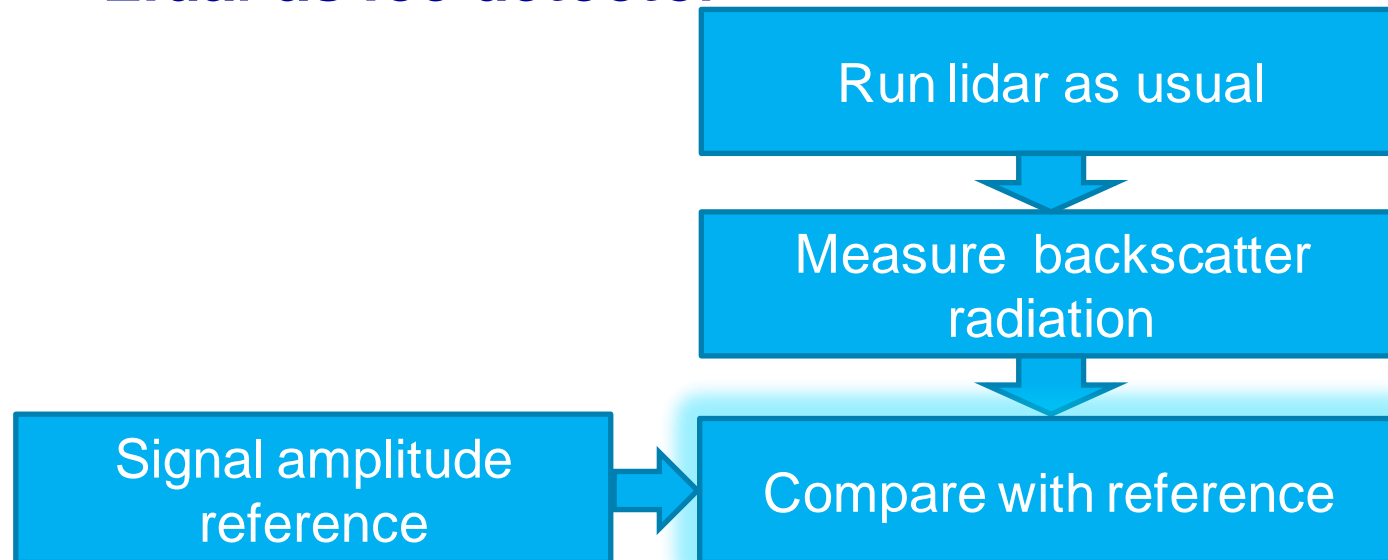 Run lidar as usual
Measure backscatter
radiation
Signal amplitude
reference
Compare with reference